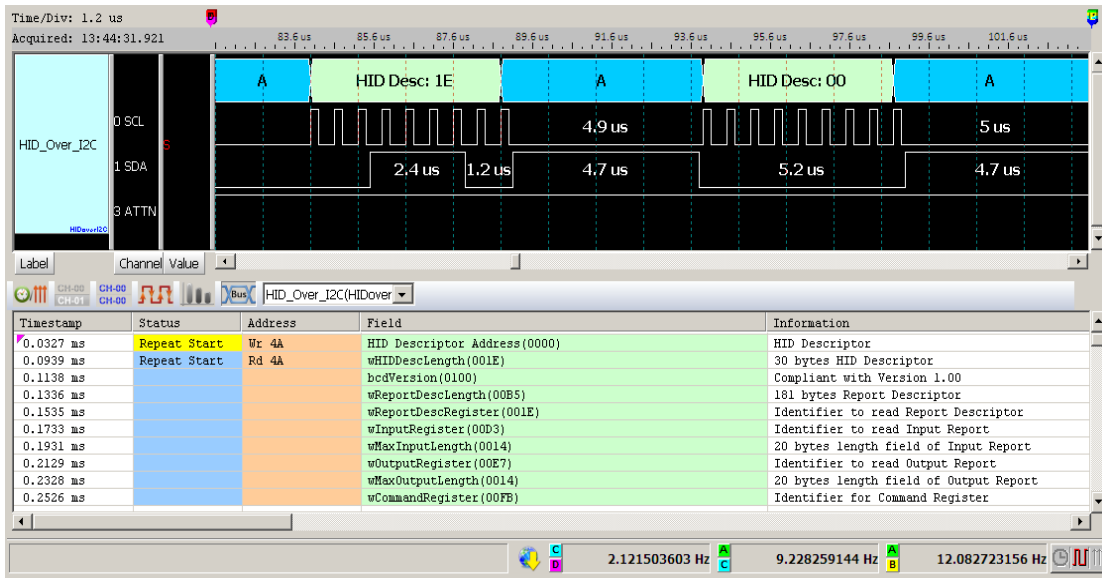 Time/Div: 1.2 us
D
C
Acquired: 13:44:31.921
83.6 us 85.6 us 87.6 us 89.6 us 91.6 us 93.6 us 95.6 us 97.6 us 99.6 us 101.6 us
A HID Desc: 1E A HID Desc: 00 A
0 SCL 4.9 us 5 us
HID_Over_I2C S
1 SDA 2.4 us 1.2 us 4.7 us 5.2 us 4.7 us
3 ATTN
HIDoverI2C
Label Channel Value
CH-00 CH-00
CH-01 CH-00
Bus HID_Over_I2C(HIDover
Timestamp Status Address Field Information
0.0327 ms Repeat Start Wr 4A HID Descriptor Address(0000) HID Descriptor
0.0939 ms Repeat Start Rd 4A wHIDDescLength(001E) 30 bytes HID Descriptor
0.1138 ms bcdVersion(0100) Compliant with Version 1.00
0.1336 ms wReportDescLength(00B5) 181 bytes Report Descriptor
0.1535 ms wReportDescRegister(001E) Identifier to read Report Descriptor
0.1733 ms wInputRegister(00D3) Identifier to read Input Report
0.1931 ms wMaxInputLength(0014) 20 bytes length field of Input Report
0.2129 ms wOutputRegister(00E7) Identifier to read Output Report
0.2328 ms wMaxOutputLength(0014) 20 bytes length field of Output Report
0.2526 ms wCommandRegister(00FB) Identifier for Command Register
C D 2.121503603 Hz A C 9.228259144 Hz A B 12.082723156 Hz